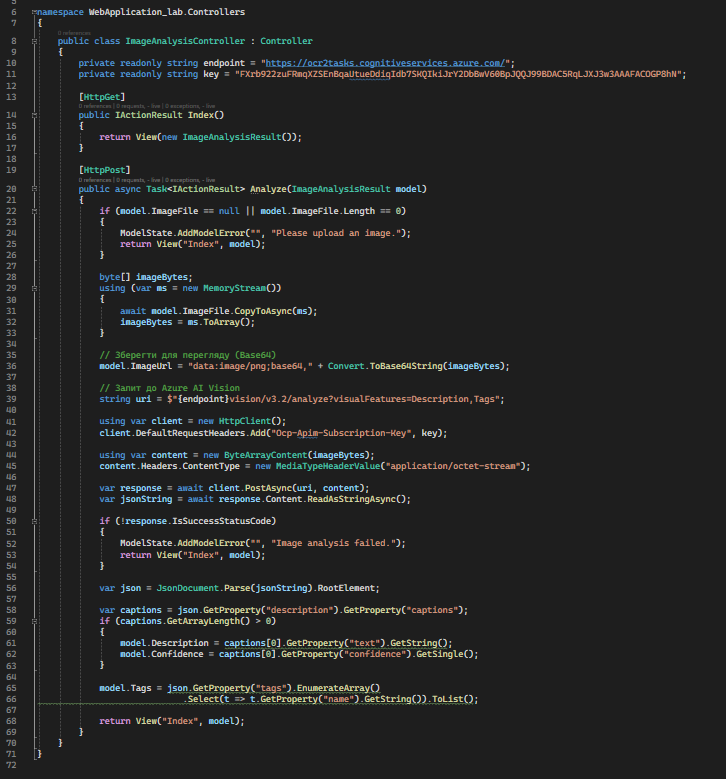 5
6 namespace WebApplication_lab.Controllers
7 {
0 references
8 public class ImageAnalysisController : Controller
9 {
10 private readonly string endpoint = "https://ocr2tasks.cognitiveservices.azure.com/";
11 private readonly string key = "FXrb922zuFRmqXZSEnBqaUtueDdigIdb7SKQIkiJrY2DbBwV60BpJQQJ99BDAC5RqLJXJ3w3AAAFACOGP8hN";
12
13 [HttpGet]
0 references | 0 requests, - live | 0 exceptions, - live
14 public IActionResult Index()
15 {
16 return View(new ImageAnalysisResult());
17 }
18
19 [HttpPost]
0 references | 0 requests, - live | 0 exceptions, - live
20 public async Task<IActionResult> Analyze(ImageAnalysisResult model)
21 {
22 if (model.ImageFile == null || model.ImageFile.Length == 0)
23 {
24 ModelState.AddModelError("", "Please upload an image.");
25 return View("Index", model);
26 }
27
28 byte[] imageBytes;
29 using (var ms = new MemoryStream())
30 {
31 await model.ImageFile.CopyToAsync(ms);
32 imageBytes = ms.ToArray();
33 }
34
35 // Зберегти для перегляду (Base64)
36 model.ImageUrl = "data:image/png;base64," + Convert.ToBase64String(imageBytes);
37
38 // Запит до Azure AI Vision
39 string uri = $"{endpoint}vision/v3.2/analyze?visualFeatures=Description,Tags";
40
41 using var client = new HttpClient();
42 client.DefaultRequestHeaders.Add("Ocp-Apim-Subscription-Key", key);
43
44 using var content = new ByteArrayContent(imageBytes);
45 content.Headers.ContentType = new MediaTypeHeaderValue("application/octet-stream");
46
47 var response = await client.PostAsync(uri, content);
48 var jsonString = await response.Content.ReadAsStringAsync();
49
50 if (!response.IsSuccessStatusCode)
51 {
52 ModelState.AddModelError("", "Image analysis failed.");
53 return View("Index", model);
54 }
55
56 var json = JsonDocument.Parse(jsonString).RootElement;
57
58 var captions = json.GetProperty("description").GetProperty("captions");
59 if (captions.GetArrayLength() > 0)
60 {
61 model.Description = captions[0].GetProperty("text").GetString();
62 model.Confidence = captions[0].GetProperty("confidence").GetSingle();
63 }
64
65 model.Tags = json.GetProperty("tags").EnumerateArray()
66 .Select(t => t.GetProperty("name").GetString()).ToList();
67
68 return View("Index", model);
69 }
70 }
71 }
72